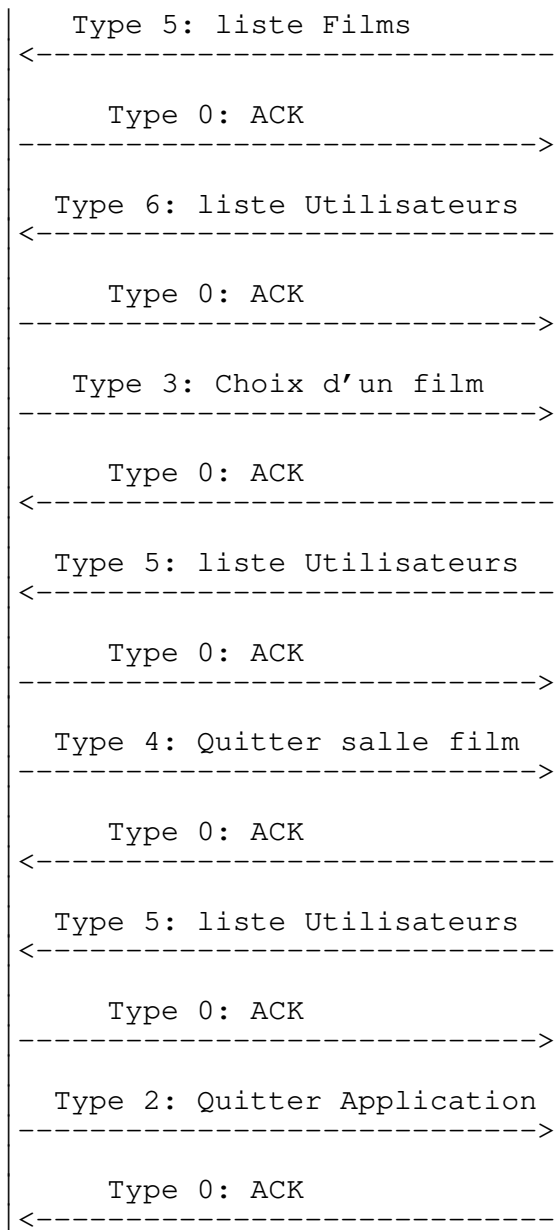 Type 5: liste Films
<-----------------------------
Type 0: ACK
----------------------------->
Type 6: liste Utilisateurs
<-----------------------------
Type 0: ACK
----------------------------->
Type 3: Choix d’un film
----------------------------->
Type 0: ACK
<-----------------------------
Type 5: liste Utilisateurs
<-----------------------------
Type 0: ACK
----------------------------->
Type 4: Quitter salle film
----------------------------->
Type 0: ACK
<-----------------------------
Type 5: liste Utilisateurs
<-----------------------------
Type 0: ACK
----------------------------->
Type 2: Quitter Application
----------------------------->
Type 0: ACK
<-----------------------------